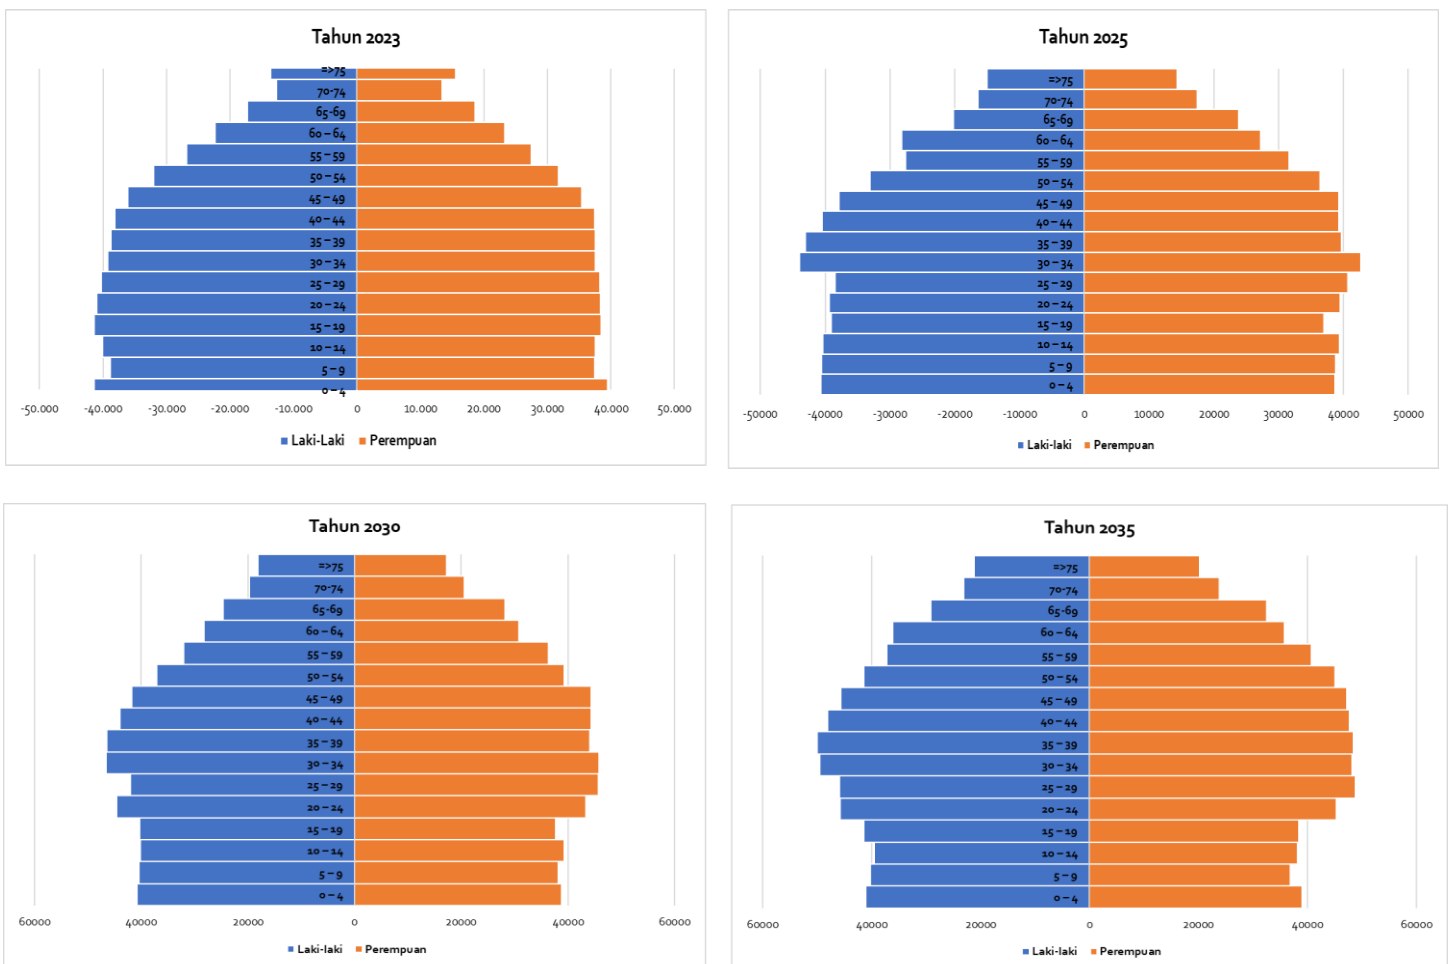 Tahun 2023
=>75
70-74
65-69
60 – 64
55 – 59
50 – 54
45 – 49
40 – 44
35 – 39
30 – 34
25 – 29
20 – 24
15 – 19
10 – 14
5 – 9
0 – 4
-50.000 -40.000 -30.000 -20.000 -10.000 0 10.000 20.000 30.000 40.000 50.000
Laki-Laki Perempuan
Tahun 2025
=>75
70-74
65-69
60 – 64
55 – 59
50 – 54
45 – 49
40 – 44
35 – 39
30 – 34
25 – 29
20 – 24
15 – 19
10 – 14
5 – 9
0 – 4
-50000 -40000 -30000 -20000 -10000 0 10000 20000 30000 40000 50000
Laki-laki Perempuan
Tahun 2030
=>75
70-74
65-69
60 – 64
55 – 59
50 – 54
45 – 49
40 – 44
35 – 39
30 – 34
25 – 29
20 – 24
15 – 19
10 – 14
5 – 9
0 – 4
60000 40000 20000 0 20000 40000 60000
Laki-laki Perempuan
Tahun 2035
=>75
70-74
65-69
60 – 64
55 – 59
50 – 54
45 – 49
40 – 44
35 – 39
30 – 34
25 – 29
20 – 24
15 – 19
10 – 14
5 – 9
0 – 4
60000 40000 20000 0 20000 40000 60000
Laki-laki Perempuan